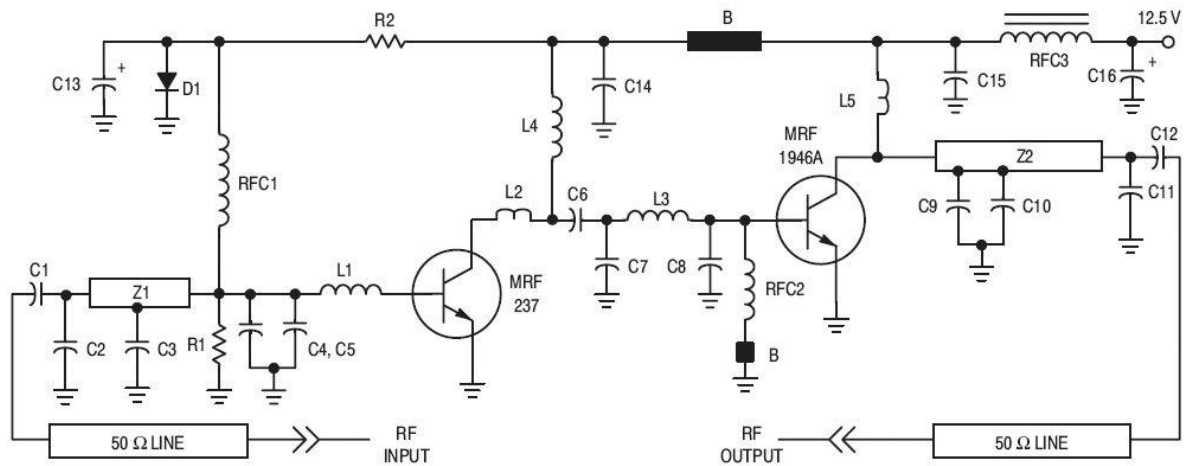 B
12.5 V
R2
RFC3
C13
+
D1
C14
C15
C16
+
L4
L5
MRF
1946A
C12
RFC1
Z2
L2
C6
L3
C9
C10
C11
C1
Z1
L1
MRF
237
C7
C8
RFC2
C2
C3
R1
C4, C5
B
50 Ω LINE
RF
INPUT
RF
OUTPUT
50 Ω LINE